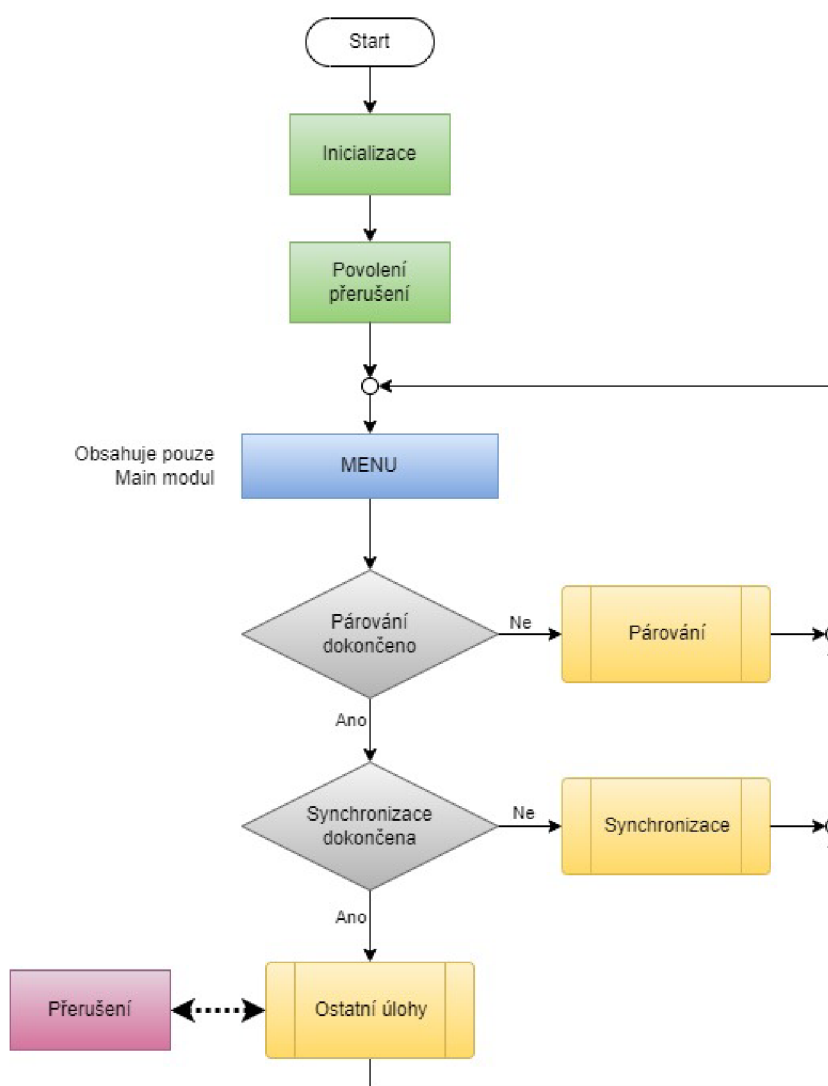 Start
Inicializace
Povolení
přerušení
Obsahuje pouze
Main modul
MENU
Párování
dokončeno
Ne
Párování
Ano
Synchronizace
dokončena
Ne
Synchronizace
Ano
Přerušení
Ostatní úlohy